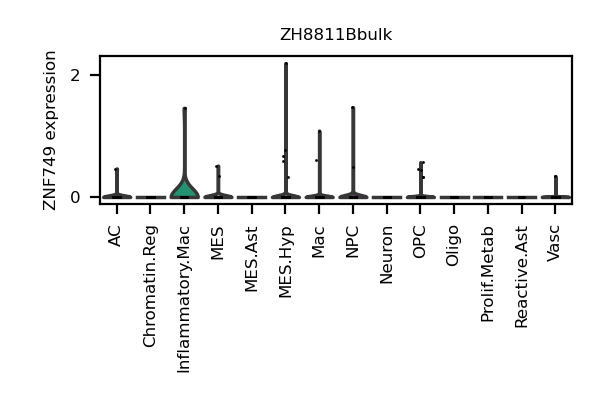 ZH8811Bbulk
ZNF749 expression
2
0
AC
Chromatin.Reg
Inflammatory.Mac
MES
MES.Ast
MES.Hyp
Mac
NPC
Neuron
OPC
Oligo
Prolif.Metab
Reactive.Ast
Vasc